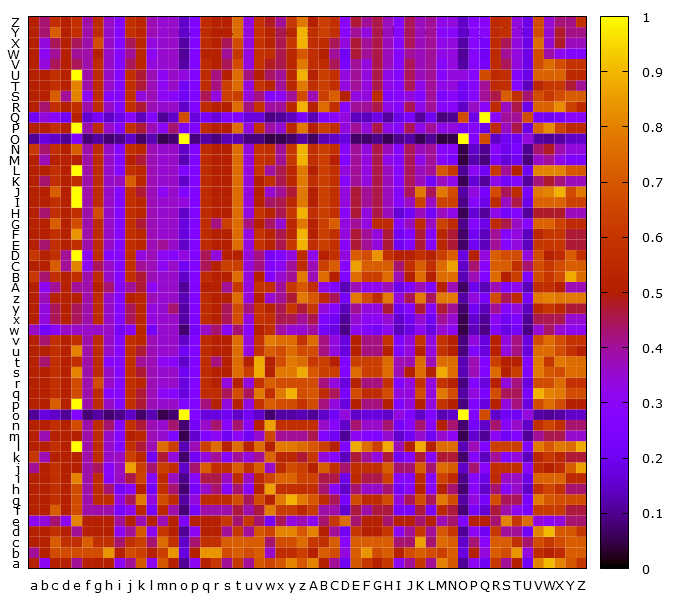 Z
Y
X
W
V
U
T
S
R
Q
P
O
N
M
L
K
J
I
H
G
F
E
D
C
B
A
z
y
x
w
v
u
t
s
r
q
p
o
n
m
l
k
j
i
h
g
f
e
d
c
b
a
a b c d e f g h i j k l m n o p q r s t u v w x y z A B C D E F G H I J K L M N O P Q R S T U V W X Y Z
1
0.9
0.8
0.7
0.6
0.5
0.4
0.3
0.2
0.1
0